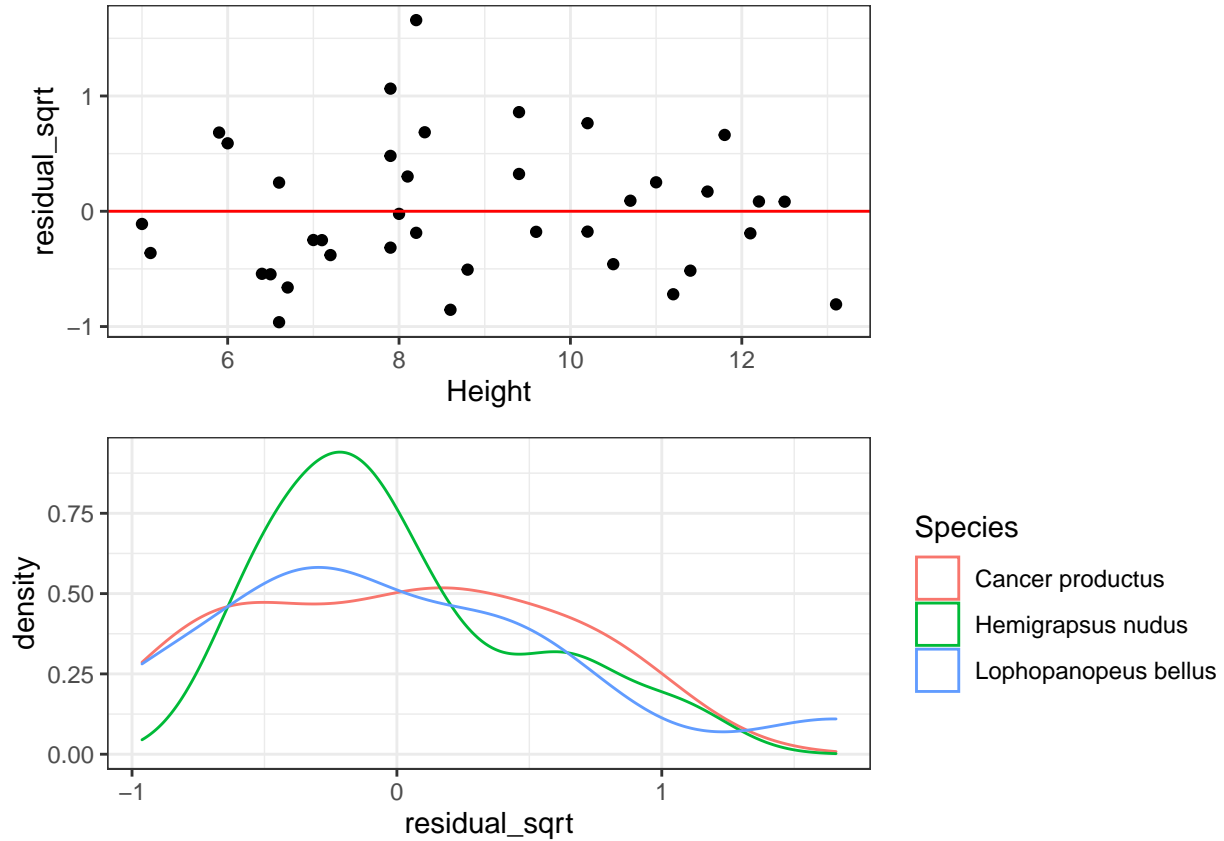 residual_sqrt
1
0
−1
6
8
10
12
Height
density
0.75
0.50
0.25
0.00
−1
0
1
residual_sqrt
Species
Cancer productus
Hemigrapsus nudus
Lophopanopeus bellus